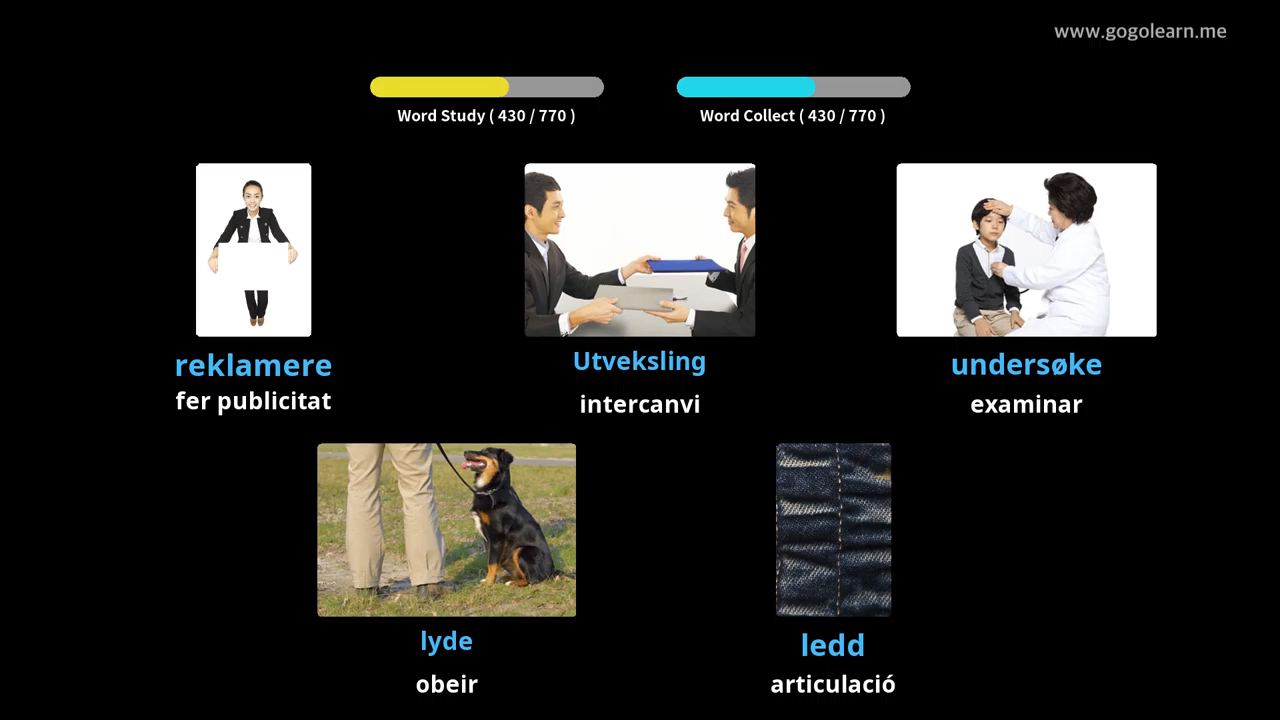 www.gogolearn.me
Word Study ( 430 / 770 )
Word Collect ( 430 / 770 )
reklamere
fer publicitat
Utveksling
intercanvi
undersøke
examinar
lyde
obeir
ledd
articulació